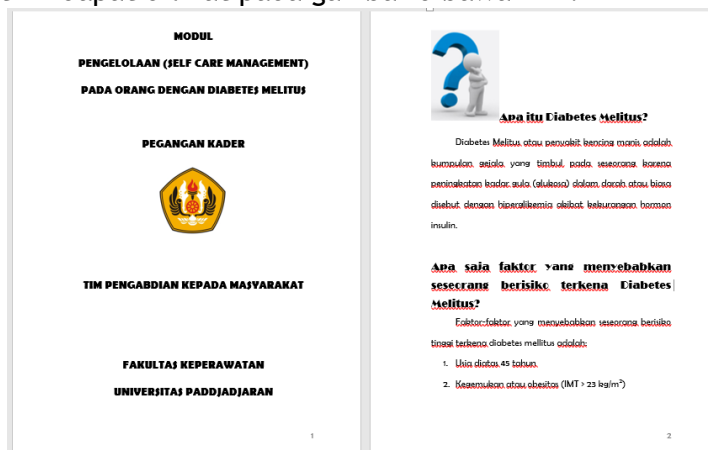 MODUL
PENGELOLAAN (SELF CARE MANAGEMENT)
PADA ORANG DENGAN DIABETES MELITUS
PEGANGAN KADER
TIM PENGABDIAN KEPADA MASYARAKAT
FAKULTAS KEPERAWATAN
UNIVERSITAS PADDJADJARAN
1
Apa itu Diabetes Melitus?
Diabetes Melitus atau penyakit kencing manis adalah
kumpulan gejala yang timbul pada seseorang karena
peningkatan kadar gula (glukosa) dalam darah atau biasa
disebut dengan hiperglikemia akibat kekurangan hormon
insulin.
Apa saja faktor yang menyebabkan
seseorang berisiko terkena Diabetes
Melitus?
Faktor-faktor yang menyebabkan seseorang berisiko
tinggi terkena diabetes mellitus adalah:
1. Usia diatas 45 tahun
2. Kegemukan atau obesitas (IMT > 23 kg/m²)
2